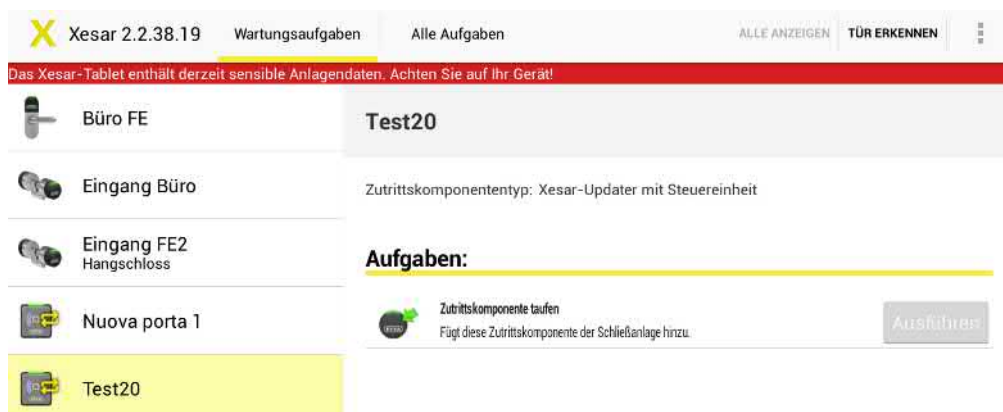 Xesar 2.2.38.19
Wartungsaufgaben
Alle Aufgaben
ALLE ANZEIGEN
TÜR ERKENNEN
Das Xesar-Tablet enthält derzeit sensible Anlagendaten. Achten Sie auf Ihr Gerät!
Büro FE
Eingang Büro
Eingang FE2
Hangschloss
Nuova porta 1
Test20
Test20
Zutrittskomponententyp: Xesar-Updater mit Steuereinheit
Aufgaben:
Zutrittskomponente taufen
Fügt diese Zutrittskomponente der Schließanlage hinzu.
Ausführen